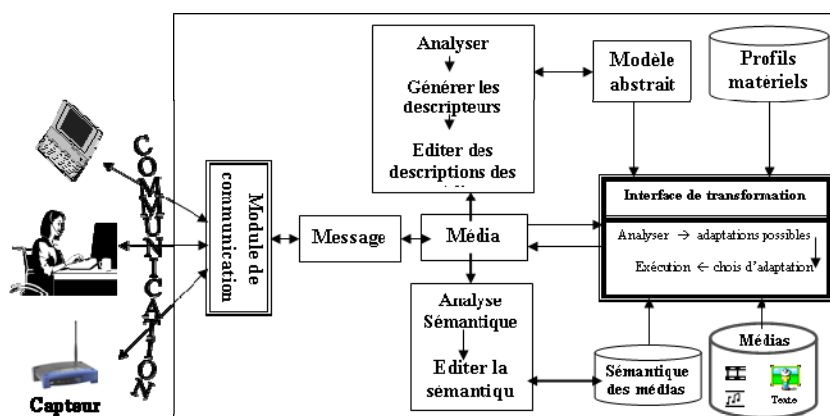 Analyser
Générer les
descripteurs
Editer des
descriptions des
Modèle
abstrait
Profils
matériels
COMMUNICATION
Module de
communication
Message
Média
Interface de transformation
Analyser → adaptations possibles
Exécution ← chois d'adaptation
Analyse
Sémantique
Editer la
sémantiqu
Sémantique
des médias
Médias
Texte
Capteur